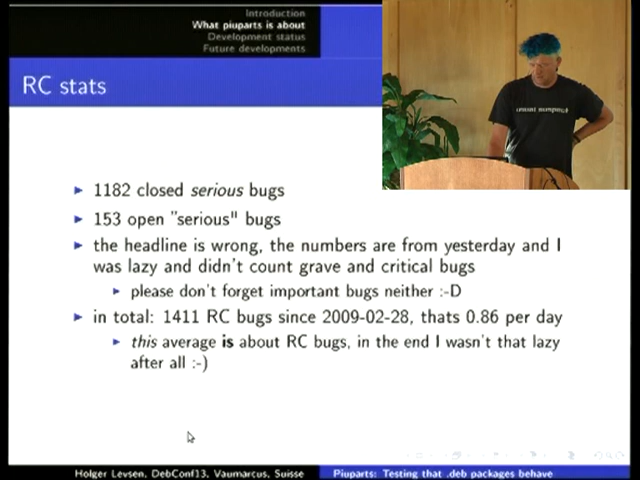 Introduction
What piuparts is about
Development status
Future developments
RC stats
1182 closed serious bugs
153 open "serious" bugs
the headline is wrong, the numbers are from yesterday and I
was lazy and didn't count grave and critical bugs
please don't forget important bugs neither :-D
in total: 1411 RC bugs since 2009-02-28, thats 0.86 per day
this average is about RC bugs, in the end I wasn't that lazy
after all :-)
Holger Levsen, DebConf13, Vaumarcus, Suisse
Piuparts: Testing that .deb packages behave